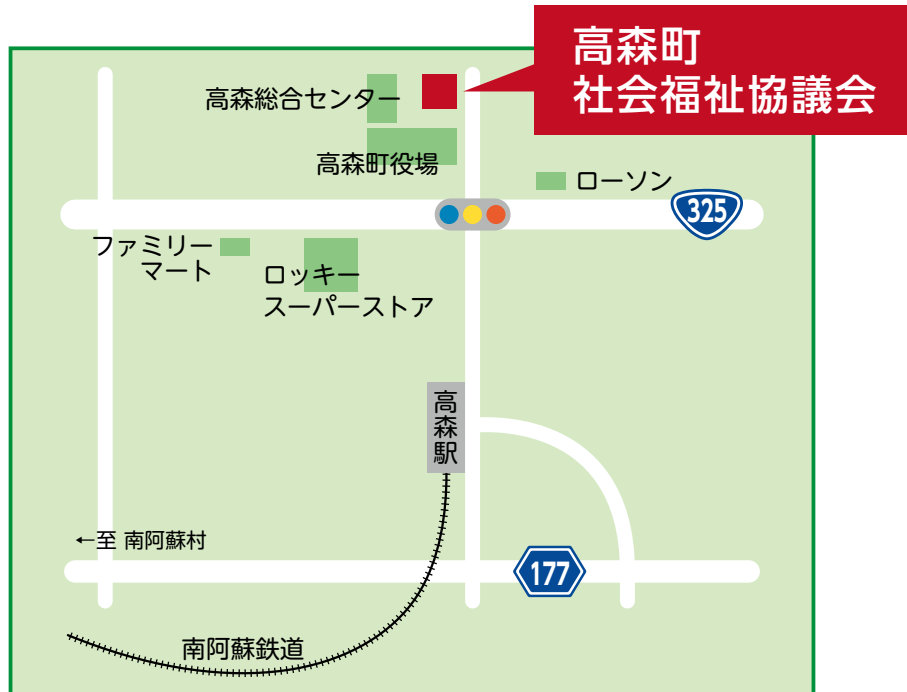 高森町
社会福祉協議会
高森総合センター
高森町役場
ローソン
325
ファミリー
マート
ロッキー
スーパーストア
高森駅
←至 南阿蘇村
177
南阿蘇鉄道